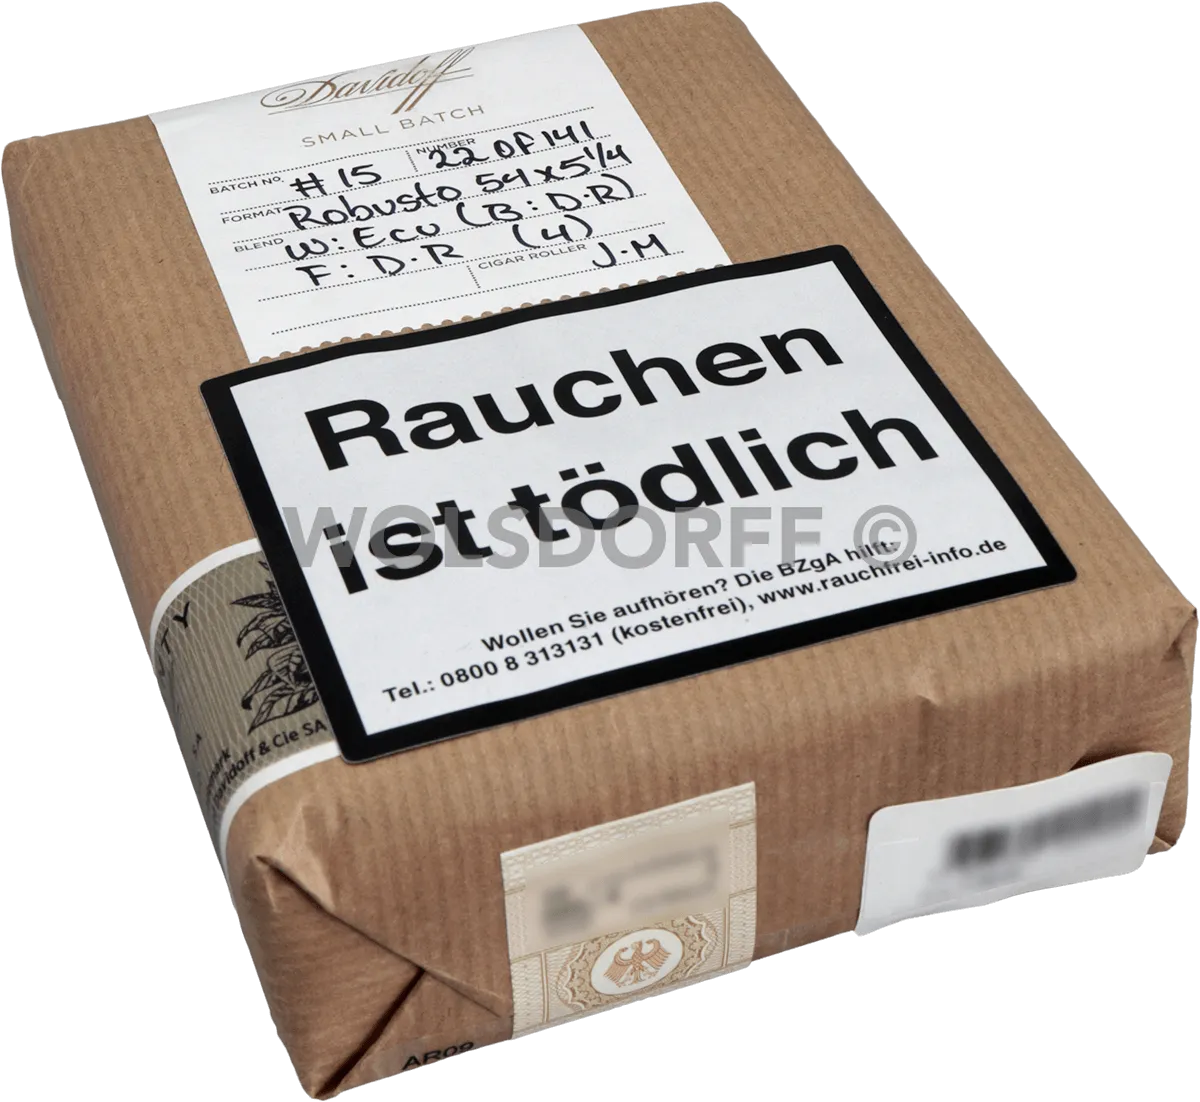 Davidoff
SMALL BATCH
BATCH NO. #15 NUMBER 22 OF 141
FORMAT Robusto 54x5 1/4
BLEND W: Ecu (B: D.R)
F: D.R (4)
CIGAR ROLLER J.M
Rauchen
ist tödlich
WOLSDORFF ©
Wollen Sie aufhören? Die BZgA hilft:
Tel.: 0800 8 313131 (kostenfrei), www.rauchfrei-info.de
Davidoff & Cie SA
AR09